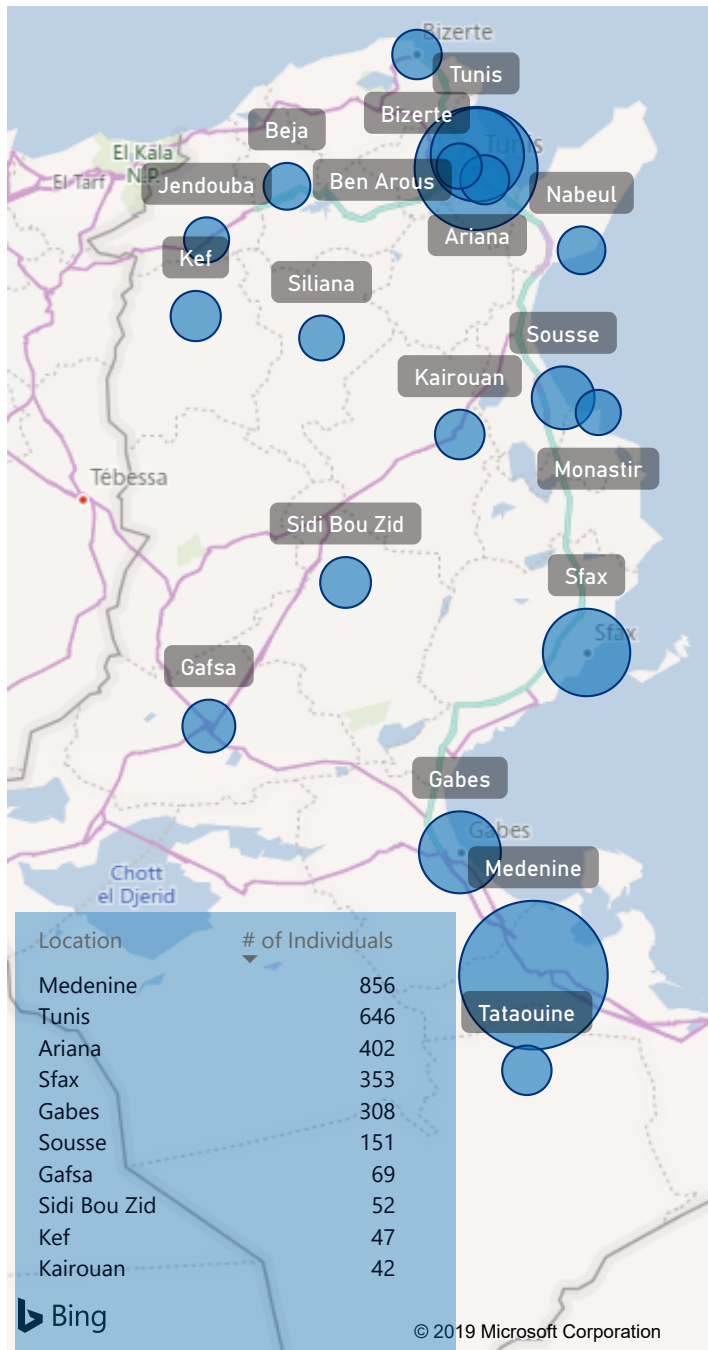 Bizerte
Tunis
Bizerte
Beja
Tunis
El Kala
N.P.
El Tarf
Jendouba
Ben Arous
Nabeul
Ariana
Kef
Siliana
Sousse
Kairouan
Monastir
Tébessa
Sidi Bou Zid
Sfax
Sfax
Gafsa
Gabes
Gabes
Medenine
Chott
el Djerid
Tataouine
Location # of Individuals
Medenine 856
Tunis 646
Ariana 402
Sfax 353
Gabes 308
Sousse 151
Gafsa 69
Sidi Bou Zid 52
Kef 47
Kairouan 42
Bing
© 2019 Microsoft Corporation